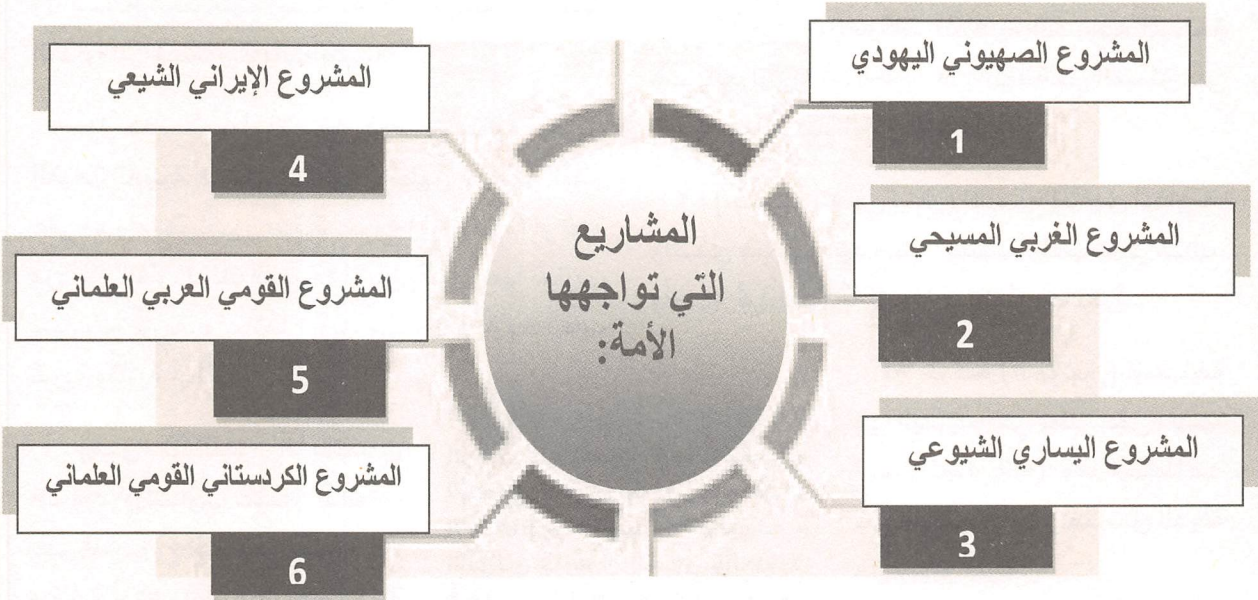 المشاريع
التي تواجهها
الأمة:
المشروع الصهيوني اليهودي
1
المشروع الغربي المسيحي
2
المشروع اليساري الشيوعي
3
المشروع الإيراني الشيعي
4
المشروع القومي العربي العلماني
5
المشروع الكردستاني القومي العلماني
6